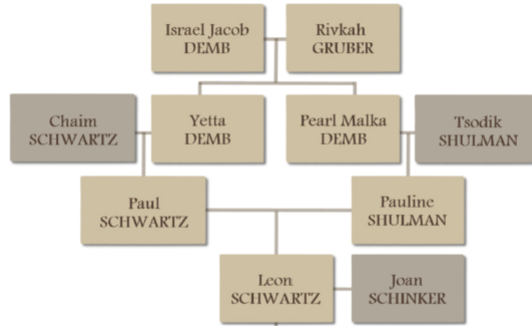 Israel Jacob
DEMB
Rivkah
GRUBER
Chaim
SCHWARTZ
Yetta
DEMB
Pearl Malka
DEMB
Tsodik
SHULMAN
Paul
SCHWARTZ
Pauline
SHULMAN
Leon
SCHWARTZ
Joan
SCHINKER